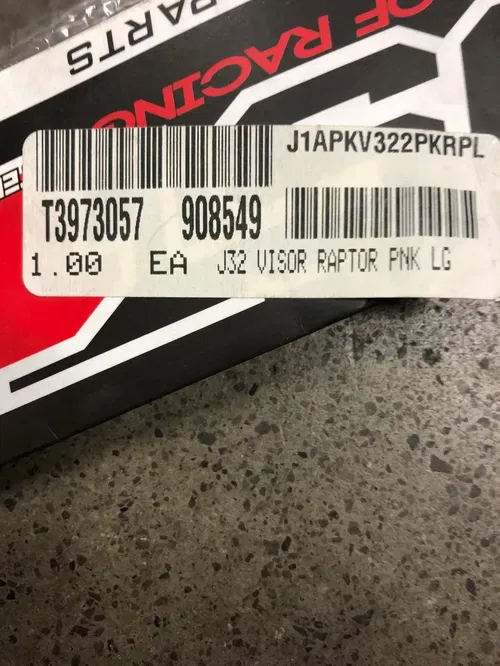 PARTS
OF RACING
J1APKV322PKRPL
T3973057 908549
1.00 EA J32 VISOR RAPTOR PNK LG